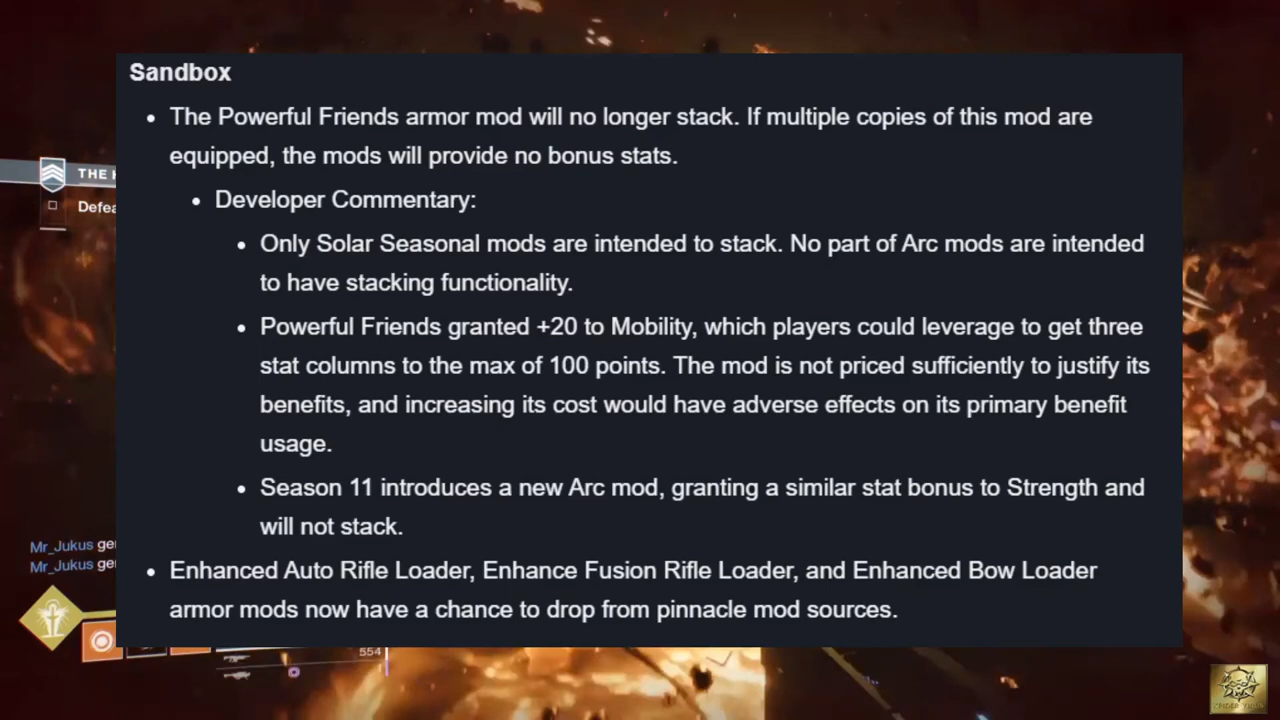 Sandbox
The Powerful Friends armor mod will no longer stack. If multiple copies of this mod are
equipped, the mods will provide no bonus stats.
Developer Commentary:
Only Solar Seasonal mods are intended to stack. No part of Arc mods are intended
to have stacking functionality.
Powerful Friends granted +20 to Mobility, which players could leverage to get three
stat columns to the max of 100 points. The mod is not priced sufficiently to justify its
benefits, and increasing its cost would have adverse effects on its primary benefit
usage.
Season 11 introduces a new Arc mod, granting a similar stat bonus to Strength and
will not stack.
Enhanced Auto Rifle Loader, Enhance Fusion Rifle Loader, and Enhanced Bow Loader
armor mods now have a chance to drop from pinnacle mod sources.
THE
Defea
Mr_Jukus ge
Mr_Jukus ge
554